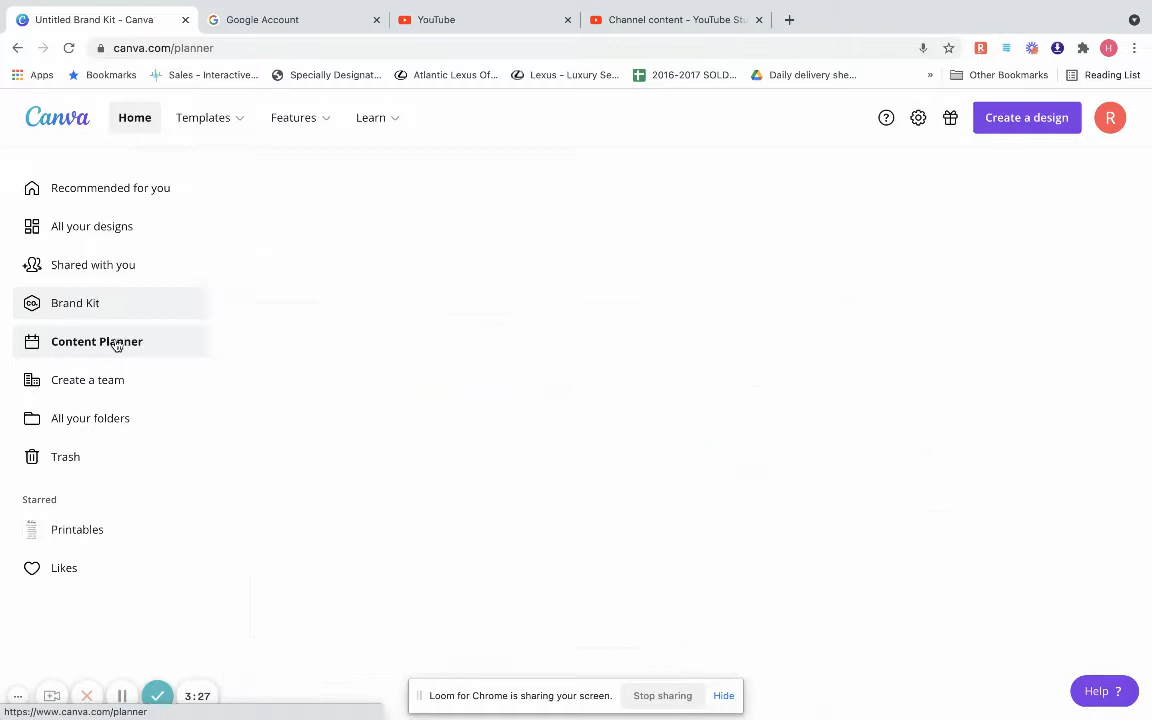 Untitled Brand Kit - Canva
Google Account
YouTube
Channel content - YouTube Stu
canva.com/planner
R
H
Apps
Bookmarks
Sales - Interactive...
Specially Designat...
Atlantic Lexus Of...
Lexus - Luxury Se...
2016-2017 SOLD...
Daily delivery she...
»
Other Bookmarks
Reading List
Canva
Home
Templates
Features
Learn
?
Create a design
R
Recommended for you
All your designs
Shared with you
CO.
Brand Kit
Content Planner
Create a team
All your folders
Trash
Starred
Printables
Likes
3:27
Loom for Chrome is sharing your screen.
Stop sharing
Hide
Help ?
https://www.canva.com/planner